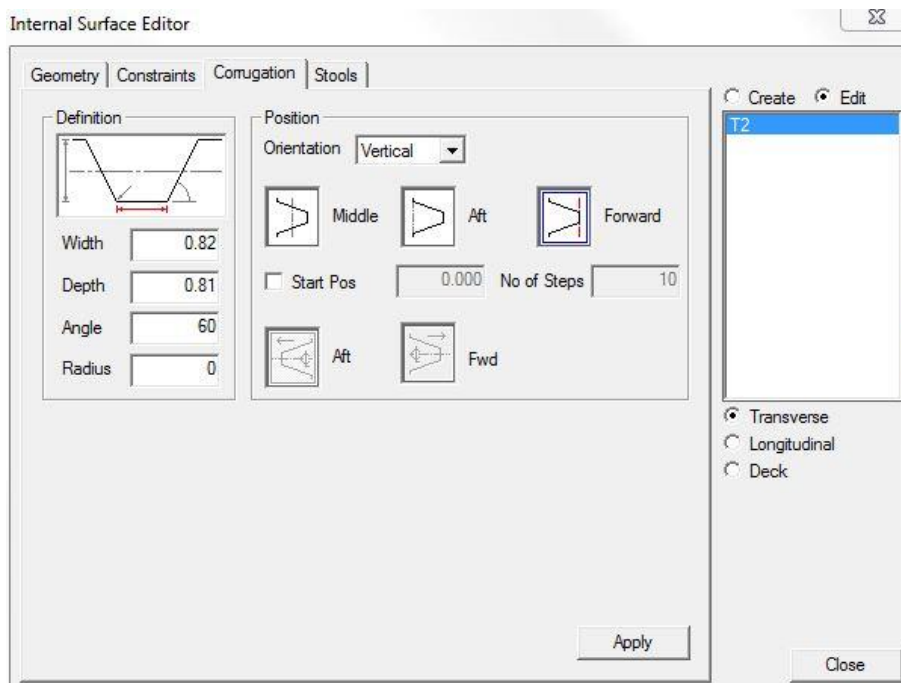 Internal Surface Editor
Geometry Constraints Corrugation Stools
Create Edit
Definition
Position
T2
Orientation Vertical
Middle Aft Forward
Width 0.82
Depth 0.81
Start Pos 0.000 No of Steps 10
Angle 60
Radius 0
Aft Fwd
Transverse
Longitudinal
Deck
Apply
Close